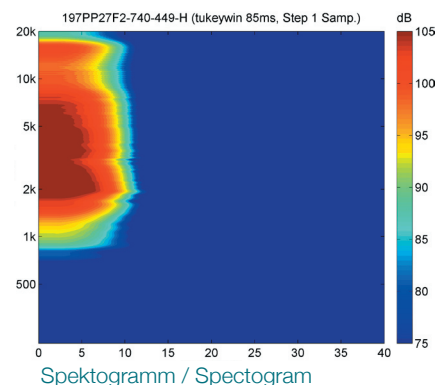 197PP27F2-740-449-H (tukeywin 85ms, Step 1 Samp.)
dB
20k
10k
5k
2k
1k
500
0 5 10 15 20 25 30 35 40
105
95
90
85
80
75
Spektogramm / Spectogram